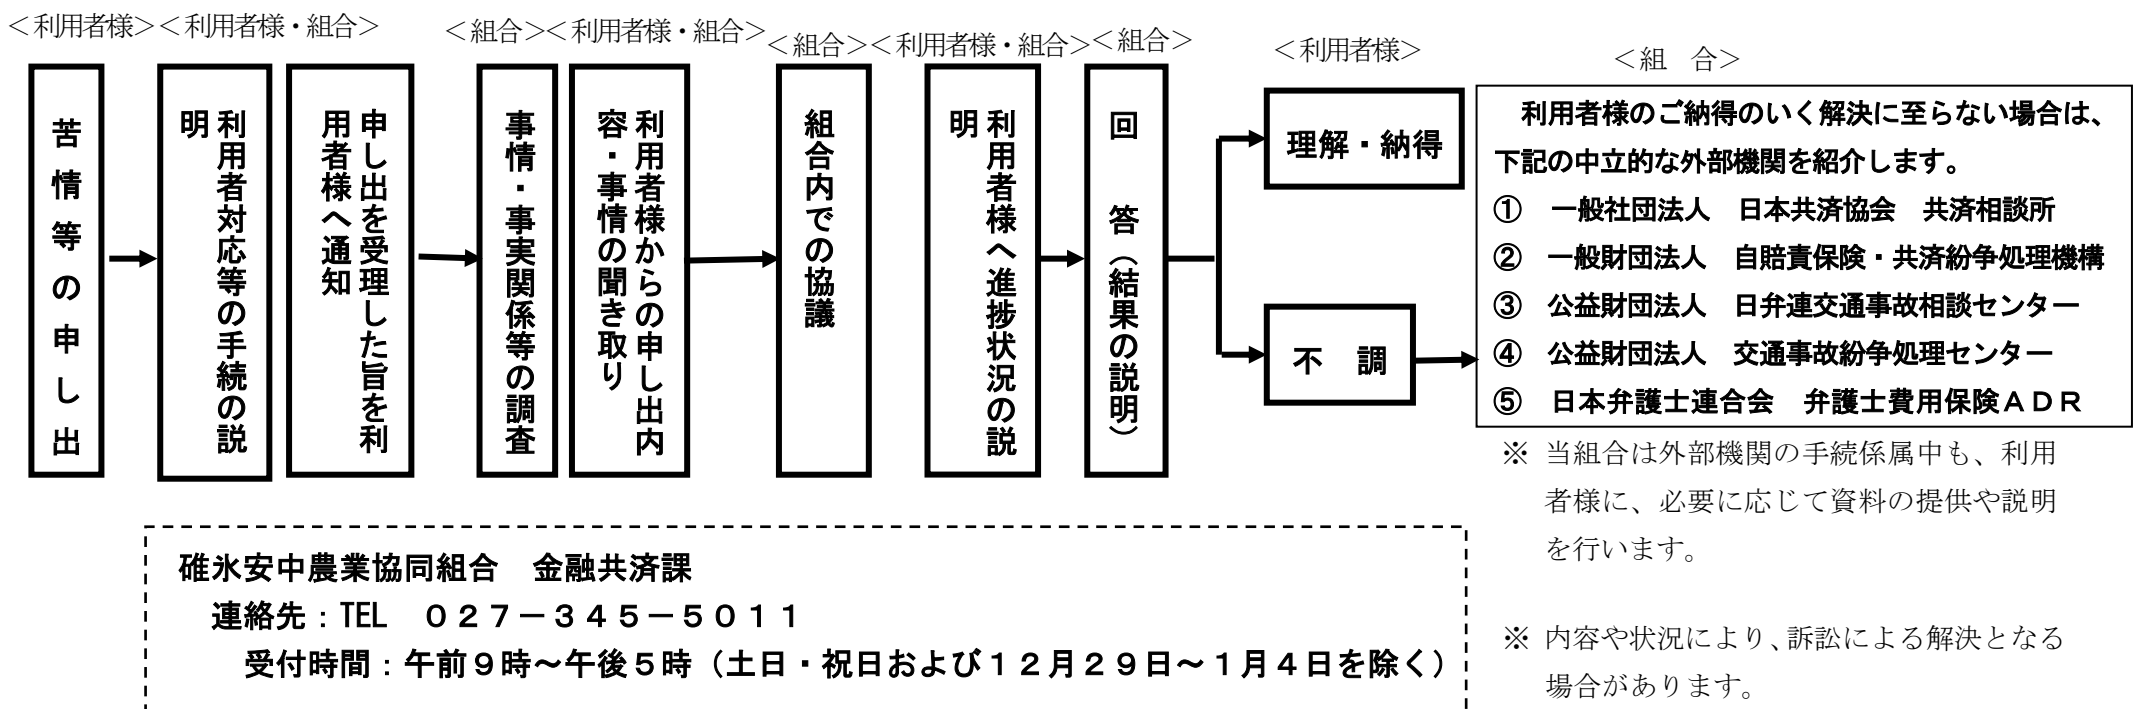 ＜利用者様＞
＜利用者様・組合＞
＜組合＞
＜利用者様・組合＞
＜組合＞
＜利用者様・組合＞
＜組合＞
＜利用者様＞
＜組　合＞
苦情等の申し出
利用者対応等の手続の説
明
申し出を受理した旨を利
用者様へ通知
事情・事実関係等の調査
利用者様からの申し出内
容・事情の聞き取り
組合内での協議
利用者様へ進捗状況の説
明
回　答（結果の説明）
理解・納得
不　調
利用者様のご納得のいく解決に至らない場合は、
下記の中立的な外部機関を紹介します。
①　一般社団法人　日本共済協会　共済相談所
②　一般財団法人　自賠責保険・共済紛争処理機構
③　公益財団法人　日弁連交通事故相談センター
④　公益財団法人　交通事故紛争処理センター
⑤　日本弁護士連合会　弁護士費用保険ＡＤＲ
※ 当組合は外部機関の手続係属中も、利用
者様に、必要に応じて資料の提供や説明
を行います。
※ 内容や状況により、訴訟による解決となる
場合があります。
碓氷安中農業協同組合　金融共済課
連絡先：TEL　０２７－３４５－５０１１
受付時間：午前９時～午後５時（土日・祝日および１２月２９日～１月４日を除く）